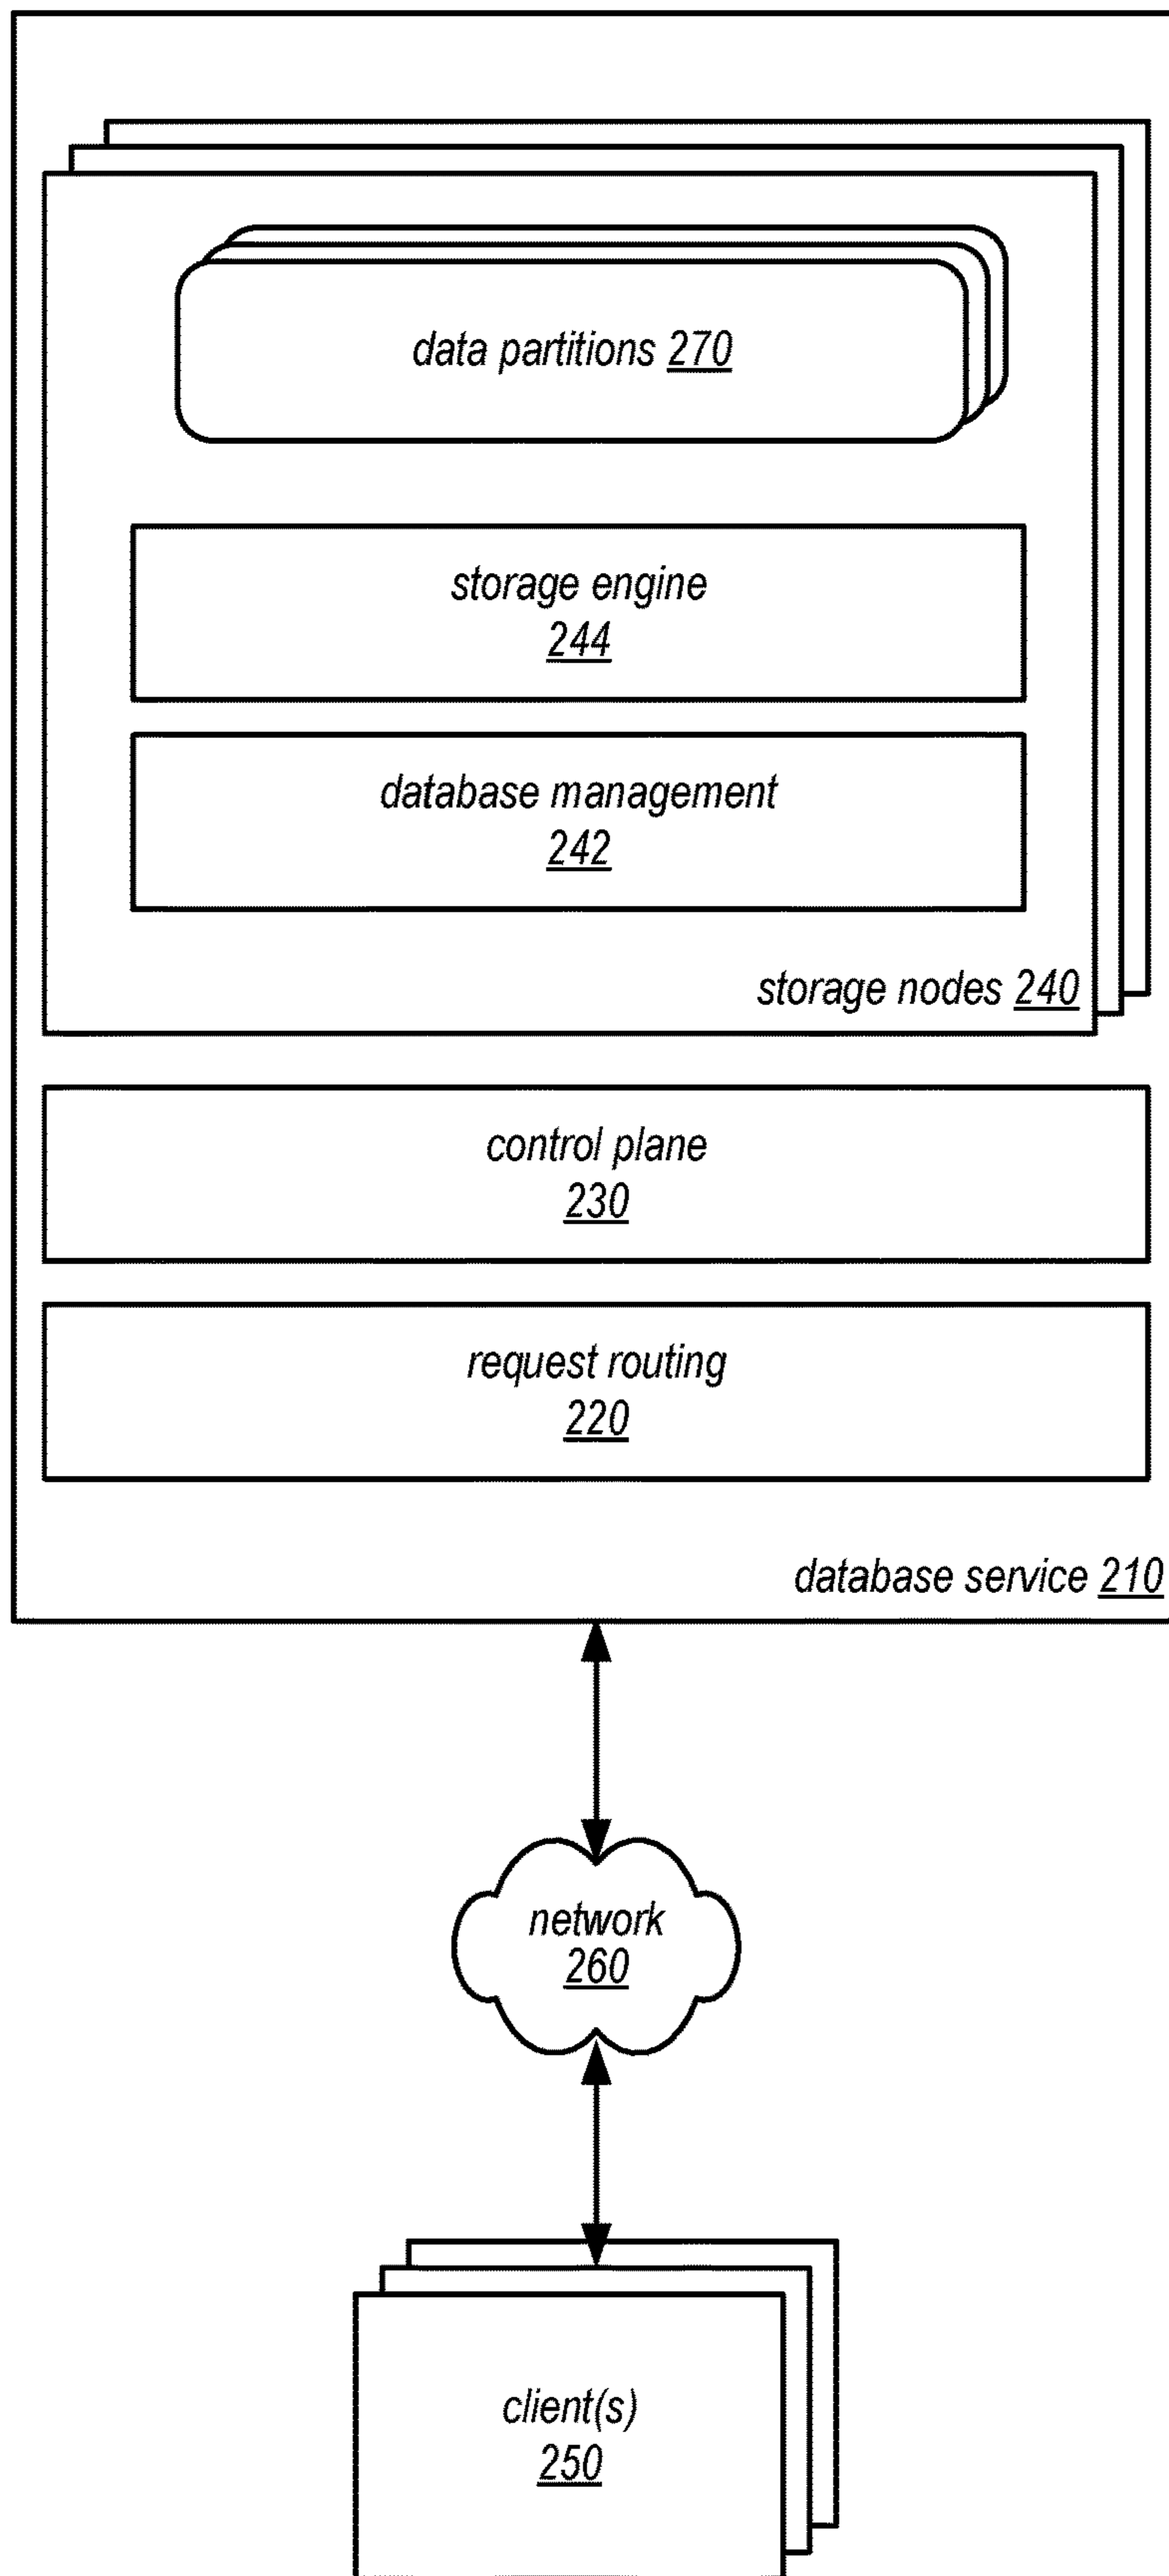 data partitions 270
storage engine
244
database management
242
storage nodes 240
control plane
230
request routing
220
database service 210
network
260
client(s)
250